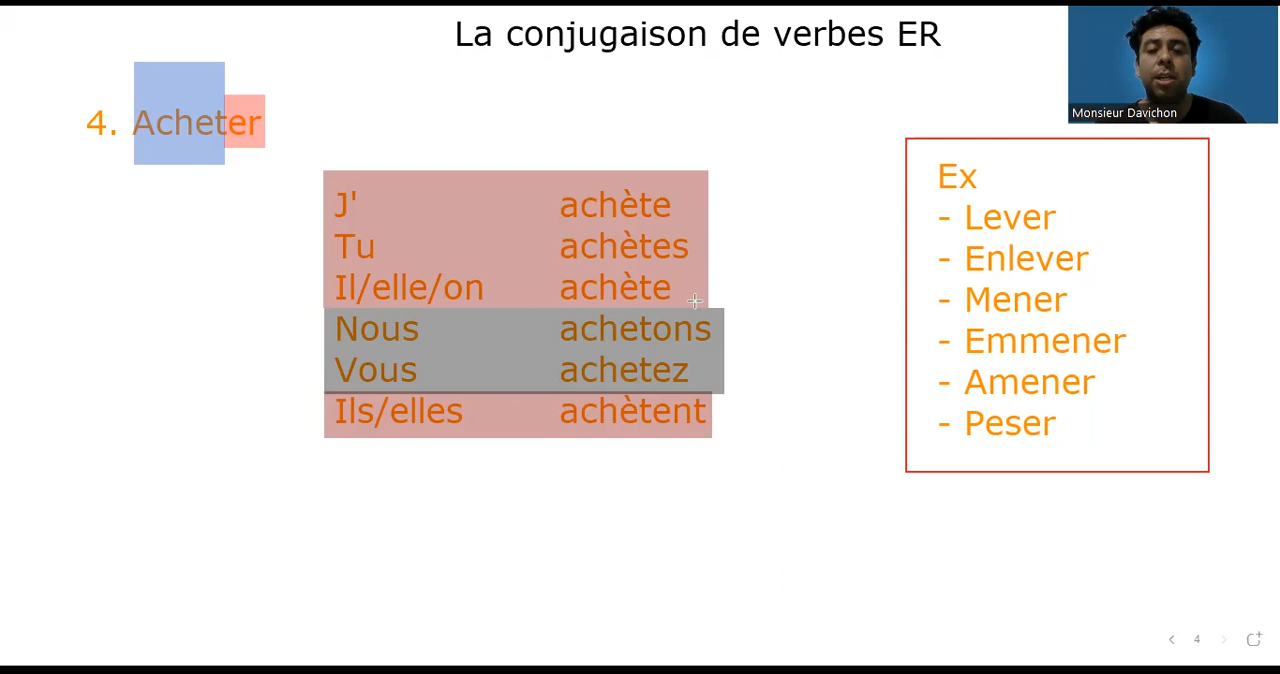 La conjugaison de verbes ER
Monsieur Davichon
4. Acheter
J' achète
Tu achètes
Il/elle/on achète
Nous achetons
Vous achetez
Ils/elles achètent
Ex
- Lever
- Enlever
- Mener
- Emmener
- Amener
- Peser
4